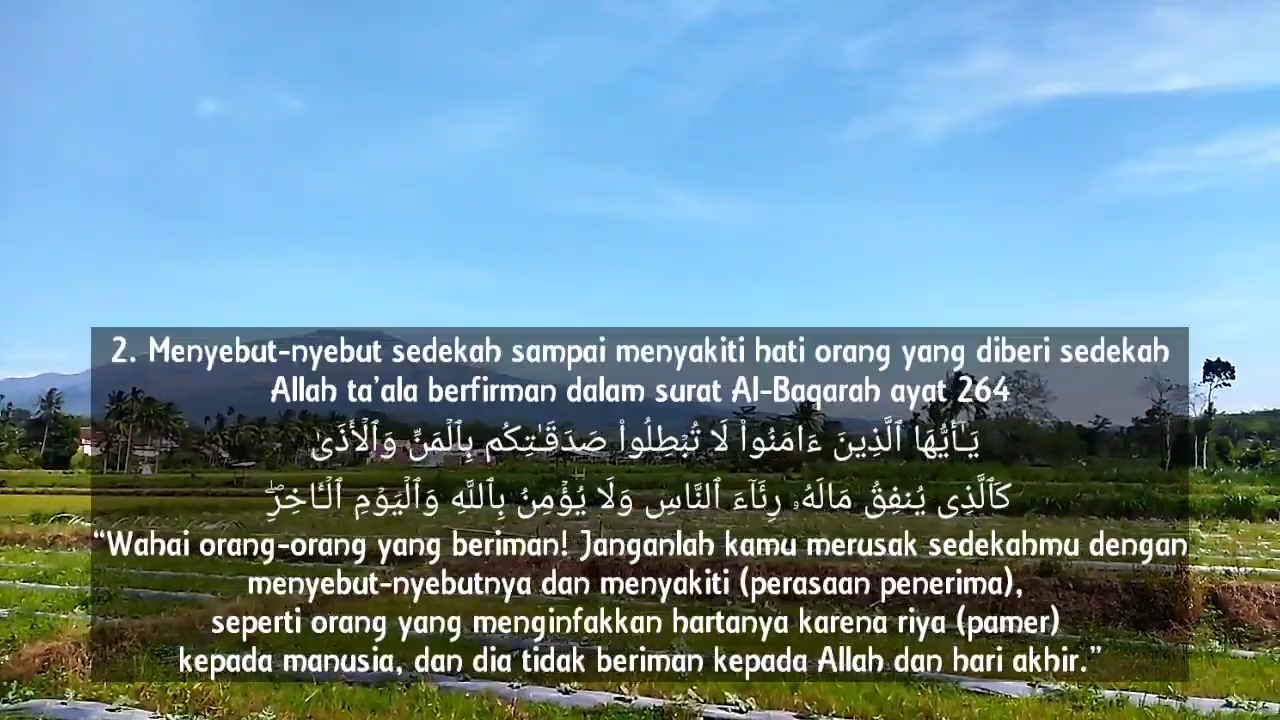 2. Menyebut-nyebut sedekah sampai menyakiti hati orang yang diberi sedekah
Allah ta'ala berfirman dalam surat Al-Baqarah ayat 264
يَـٰٓأَيُّهَا ٱلَّذِينَ ءَامَنُوا۟ لَا تُبْطِلُوا۟ صَدَقَـٰتِكُم بِٱلْمَنِّ وَٱلْأَذَىٰ
كَٱلَّذِى يُنفِقُ مَالَهُۥ رِئَآءَ ٱلنَّاسِ وَلَا يُؤْمِنُ بِٱللَّهِ وَٱلْيَوْمِ ٱلْـَٔاخِرِ ۖ
“Wahai orang-orang yang beriman! Janganlah kamu merusak sedekahmu dengan
menyebut-nyebutnya dan menyakiti (perasaan penerima),
seperti orang yang menginfakkan hartanya karena riya (pamer)
kepada manusia, dan dia tidak beriman kepada Allah dan hari akhir.”